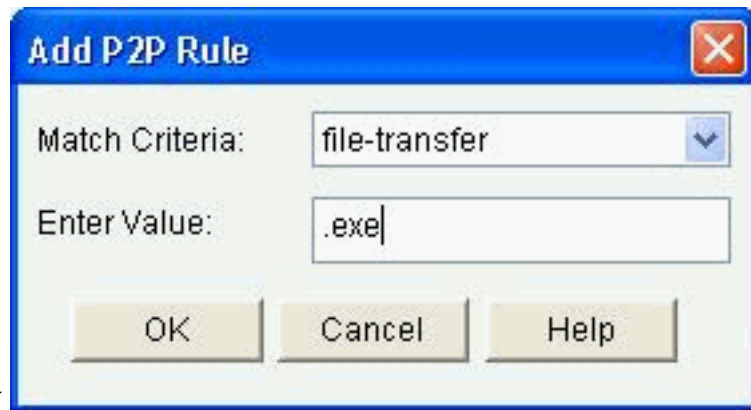 Add P2P Rule
Match Criteria: file-transfer
Enter Value: .exe
OK Cancel Help